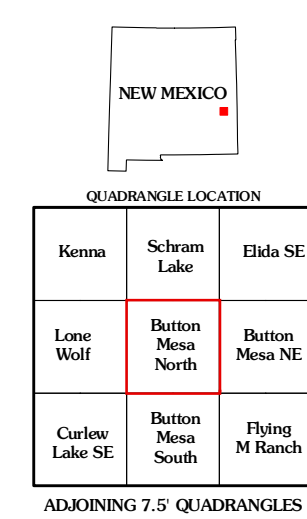 NEW MEXICO
QUADRANGLE LOCATION
Kenna
Schram
Lake
Elida SE
Lone
Wolf
Button
Mesa
North
Button
Mesa NE
Curlew
Lake SE
Button
Mesa
South
Flying
M Ranch
ADJOINING 7.5' QUADRANGLES